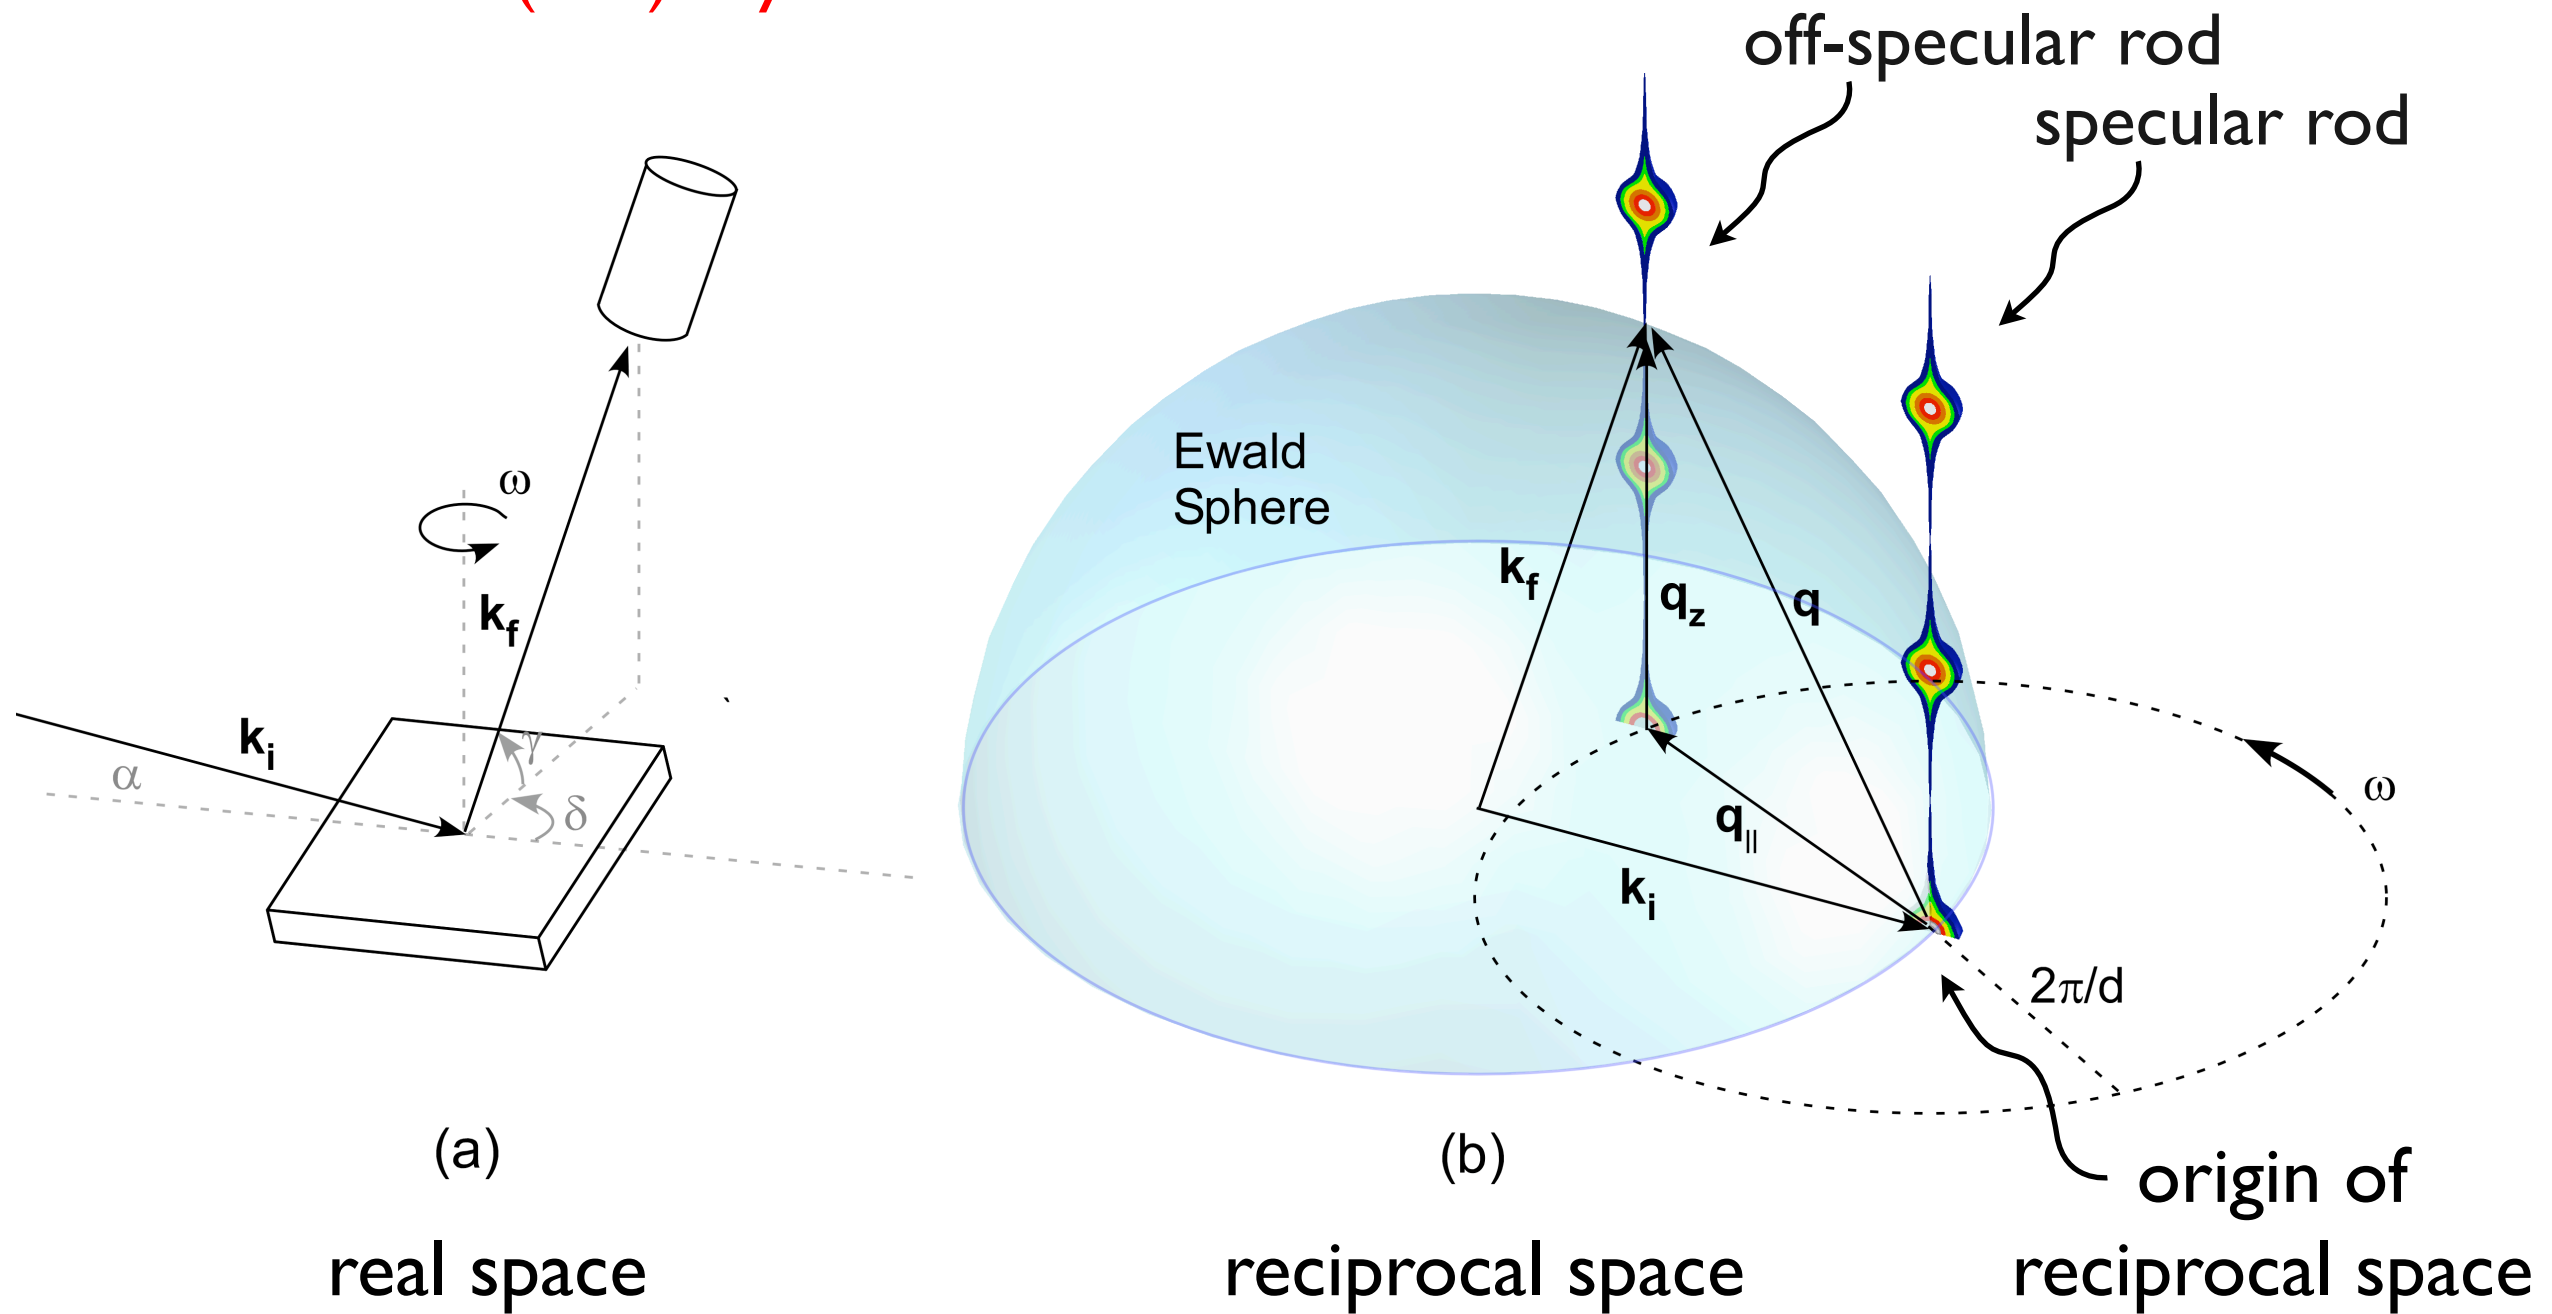 off-specular rod
specular rod
ω
k_f
k_i
α
γ
δ
Ewald
Sphere
k_f
q_z
q
q_||
k_i
ω
2π/d
(a)
(b)
origin of
reciprocal space
real space
reciprocal space